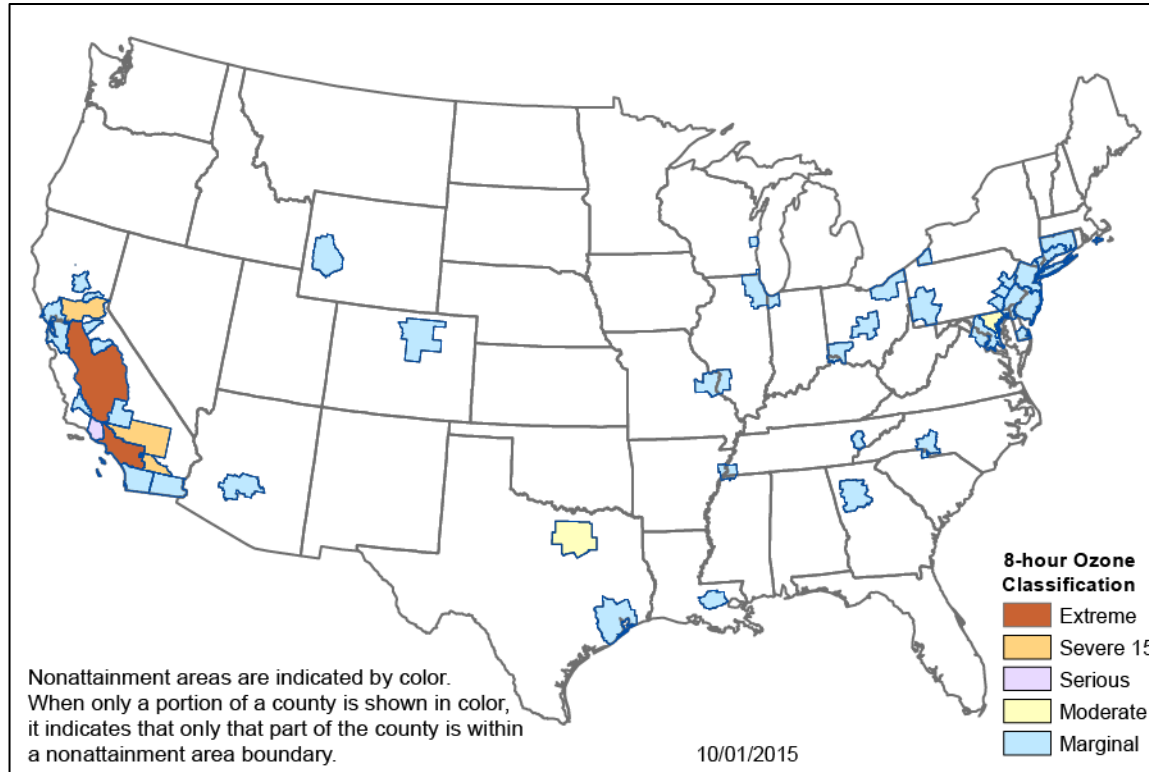 8-hour Ozone
Classification
Extreme
Severe 15
Serious
Moderate
Marginal
Nonattainment areas are indicated by color.
When only a portion of a county is shown in color,
it indicates that only that part of the county is within
a nonattainment area boundary.
10/01/2015